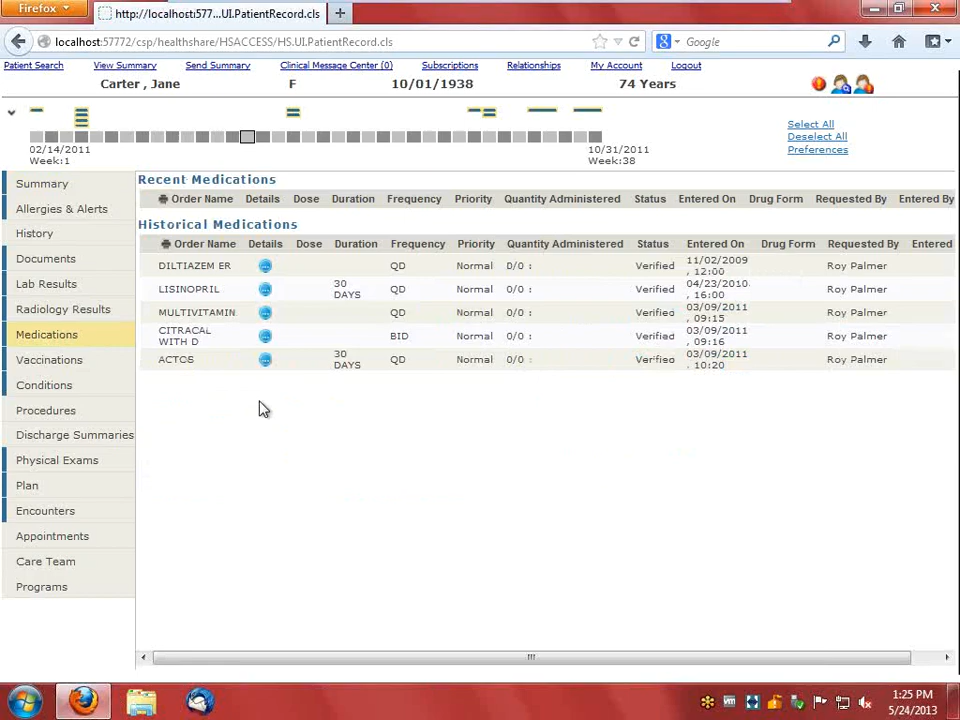 Firefox
http://localhost:577...UI.PatientRecord.cls
localhost:57772/csp/healthshare/HSACCESS/HS.UI.PatientRecord.cls
Google
Patient Search View Summary Send Summary Clinical Message Center (0) Subscriptions Relationships My Account Logout
Carter , Jane F 10/01/1938 74 Years
02/14/2011
Week:1
10/31/2011
Week:38
Select All
Deselect All
Preferences
Summary
Allergies & Alerts
History
Documents
Lab Results
Radiology Results
Medications
Vaccinations
Conditions
Procedures
Discharge Summaries
Physical Exams
Plan
Encounters
Appointments
Care Team
Programs
Recent Medications
Order Name Details Dose Duration Frequency Priority Quantity Administered Status Entered On Drug Form Requested By Entered By
Historical Medications
Order Name Details Dose Duration Frequency Priority Quantity Administered Status Entered On Drug Form Requested By Entered
DILTIAZEM ER QD Normal 0/0 : Verified 11/02/2009 , 12:00 Roy Palmer
LISINOPRIL 30 DAYS QD Normal 0/0 : Verified 04/23/2010 , 16:00 Roy Palmer
MULTIVITAMIN QD Normal 0/0 : Verified 03/09/2011 , 09:15 Roy Palmer
CITRACAL WITH D BID Normal 0/0 : Verified 03/09/2011 , 09:16 Roy Palmer
ACTOS 30 DAYS QD Normal 0/0 : Verified 03/09/2011 , 10:20 Roy Palmer
1:25 PM
5/24/2013